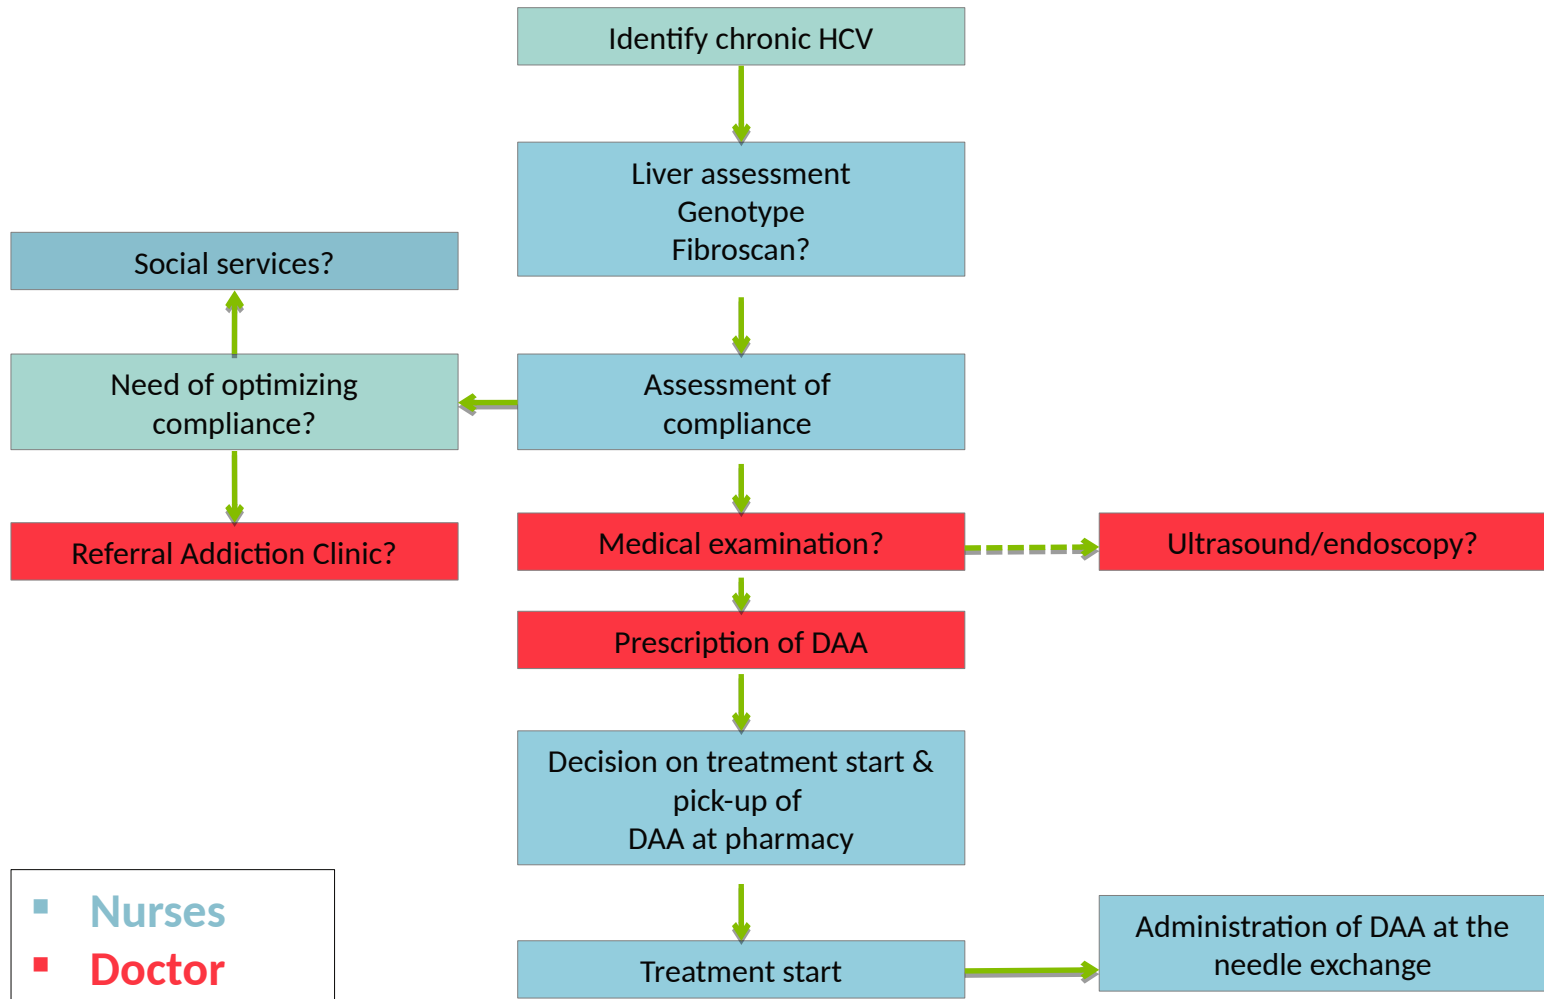 Identify chronic HCV
Liver assessment
Genotype
Fibroscan?
Social services?
Need of optimizing
compliance?
Assessment of
compliance
Referral Addiction Clinic?
Medical examination?
Ultrasound/endoscopy?
Prescription of DAA
Decision on treatment start &
pick-up of
DAA at pharmacy
Treatment start
Administration of DAA at the
needle exchange
▪ Nurses
▪ Doctor